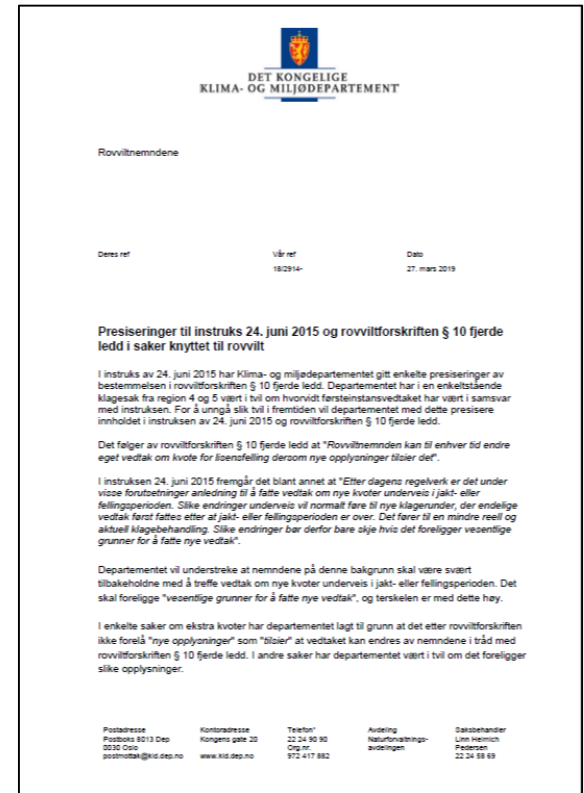 DET KONGELIGE
KLIMA- OG MILJØDEPARTEMENT
Rovviltnemndene
Deres ref Vår ref Dato
18/2914- 27. mars 2019
Presiseringer til instruks 24. juni 2015 og rovviltforskriften § 10 fjerde
ledd i saker knyttet til rovvilt
I instruks av 24. juni 2015 har Klima- og miljødepartementet gitt enkelte presiseringer av
bestemmelsen i rovviltforskriften § 10 fjerde ledd. Departementet har i en enkeltstående
klagesak fra region 4 og 5 vært i tvil om hvorvidt førsteinstansvedtaket har vært i samsvar
med instruksen. For å unngå slik tvil i fremtiden vil departement med dette presisere
innholdet i instruksen av 24. juni 2015 og rovviltforskriften § 10 fjerde ledd.
Det følger av rovviltforskriften § 10 fjerde ledd at "Rovviltnemnden kan til enhver tid endre
eget vedtak om kvote for lisensfelling dersom nye opplysninger tilsier det".
I instruksen 24. juni 2015 fremgår det blant annet at "Etter dagens regelverk er det under
visse forutsetninger anledning til å fatte vedtak om nye kvoter underveis i jakt- eller
fellingsperioden. Slike endringer underveis vil normalt føre til nye klagerunder, der endelige
vedtak først fattes etter at jakt- eller fellingsperioden er over. Det fører til en mindre reell og
aktuell klagebehandling. Slike endringer bør derfor bare skje hvis det foreligger vesentlige
grunner for å fatte nye vedtak".
Departementet vil understreke at nemndene på denne bakgrunn skal være svært
tilbakeholdne med å treffe vedtak om nye kvoter underveis i jakt- eller fellingsperioden. Det
skal foreligge "vesentlige grunner for å fatte nye vedtak", og terskelen er med dette høy.
I enkelte saker om ekstra kvoter har departementet lagt til grunn at det etter rovviltforskriften
ikke forelå "nye opplysninger" som "tilsier" at vedtaket kan endres av nemndene i tråd med
rovviltforskriften § 10 fjerde ledd. I andre saker har departementet vært i tvil om det foreligger
slike opplysninger.
Postadresse Kontoradresse Telefon* Avdeling Saksbehandler
Postboks 8013 Dep Kongens gate 20 22 24 90 90 Naturforvaltnings- Linn Helmich
0030 Oslo Org.nr. avdelingen Pedersen
postmottak@kld.dep.no www.kld.dep.no 972 417 882 22 24 58 69